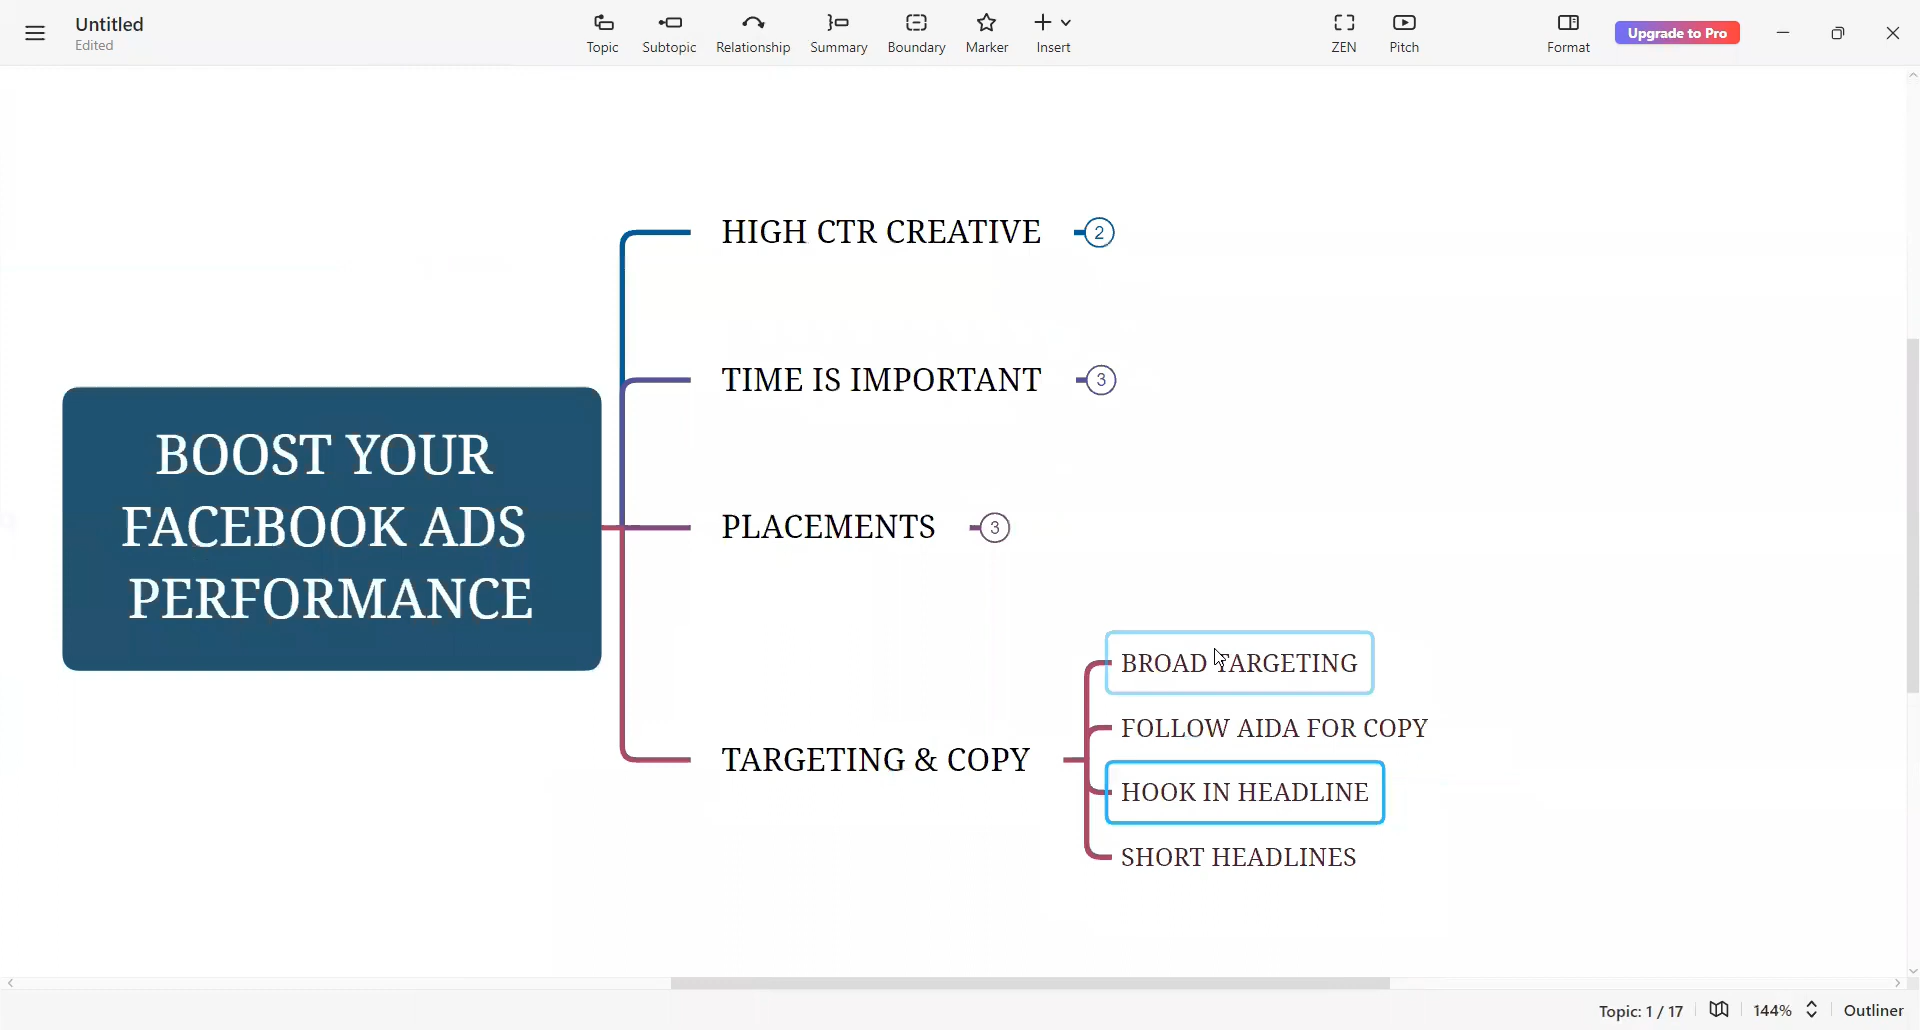 Untitled
Edited
Topic
Subtopic
Relationship
Summary
Boundary
Marker
Insert
ZEN
Pitch
Format
Upgrade to Pro
HIGH CTR CREATIVE
2
TIME IS IMPORTANT
3
BOOST YOUR
FACEBOOK ADS
PERFORMANCE
PLACEMENTS
3
TARGETING & COPY
BROAD TARGETING
FOLLOW AIDA FOR COPY
HOOK IN HEADLINE
SHORT HEADLINES
Topic: 1 / 17
144%
Outliner